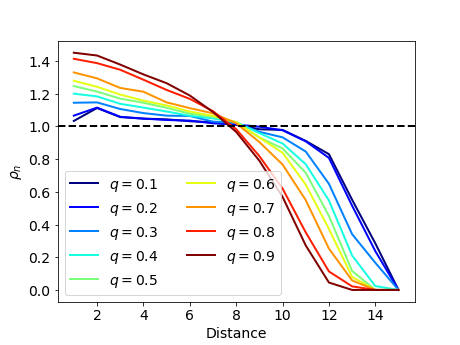 1.4
1.2
1.0
0.8
0.6
0.4
0.2
0.0
ρₙ
q = 0.1
q = 0.2
q = 0.3
q = 0.4
q = 0.5
q = 0.6
q = 0.7
q = 0.8
q = 0.9
2 4 6 8 10 12 14
Distance